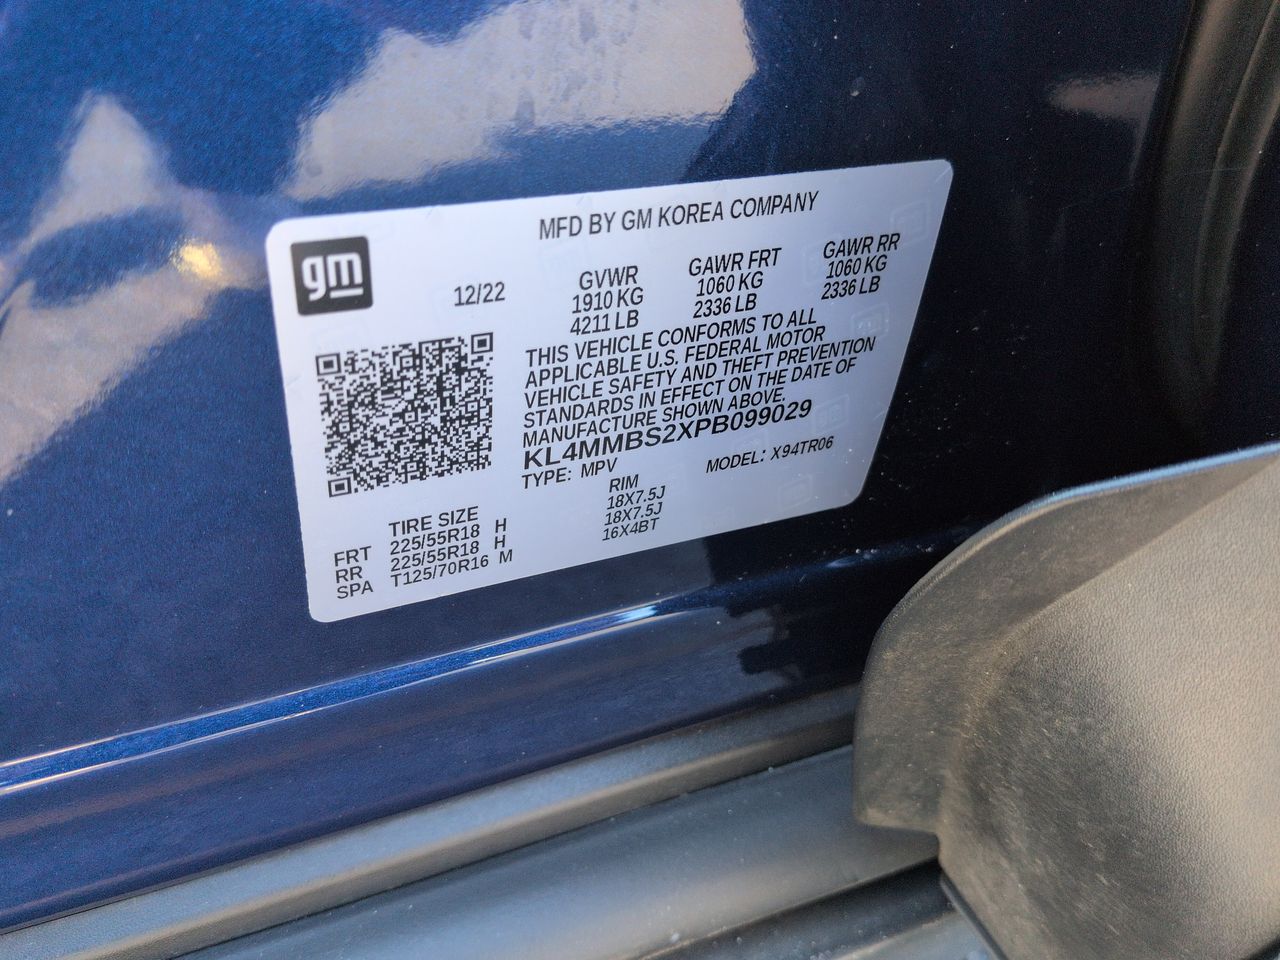 gm
MFD BY GM KOREA COMPANY
12/22
GVWR
1910 KG
4211 LB
GAWR FRT
1060 KG
2336 LB
GAWR RR
1060 KG
2336 LB
THIS VEHICLE CONFORMS TO ALL
APPLICABLE U.S. FEDERAL MOTOR
VEHICLE SAFETY AND THEFT PREVENTION
STANDARDS IN EFFECT ON THE DATE OF
MANUFACTURE SHOWN ABOVE.
KL4MMBS2XPB099029
TYPE: MPV MODEL: X94TR06
TIRE SIZE RIM
FRT 225/55R18 H 18X7.5J
RR 225/55R18 H 18X7.5J
SPA T125/70R16 M 16X4BT